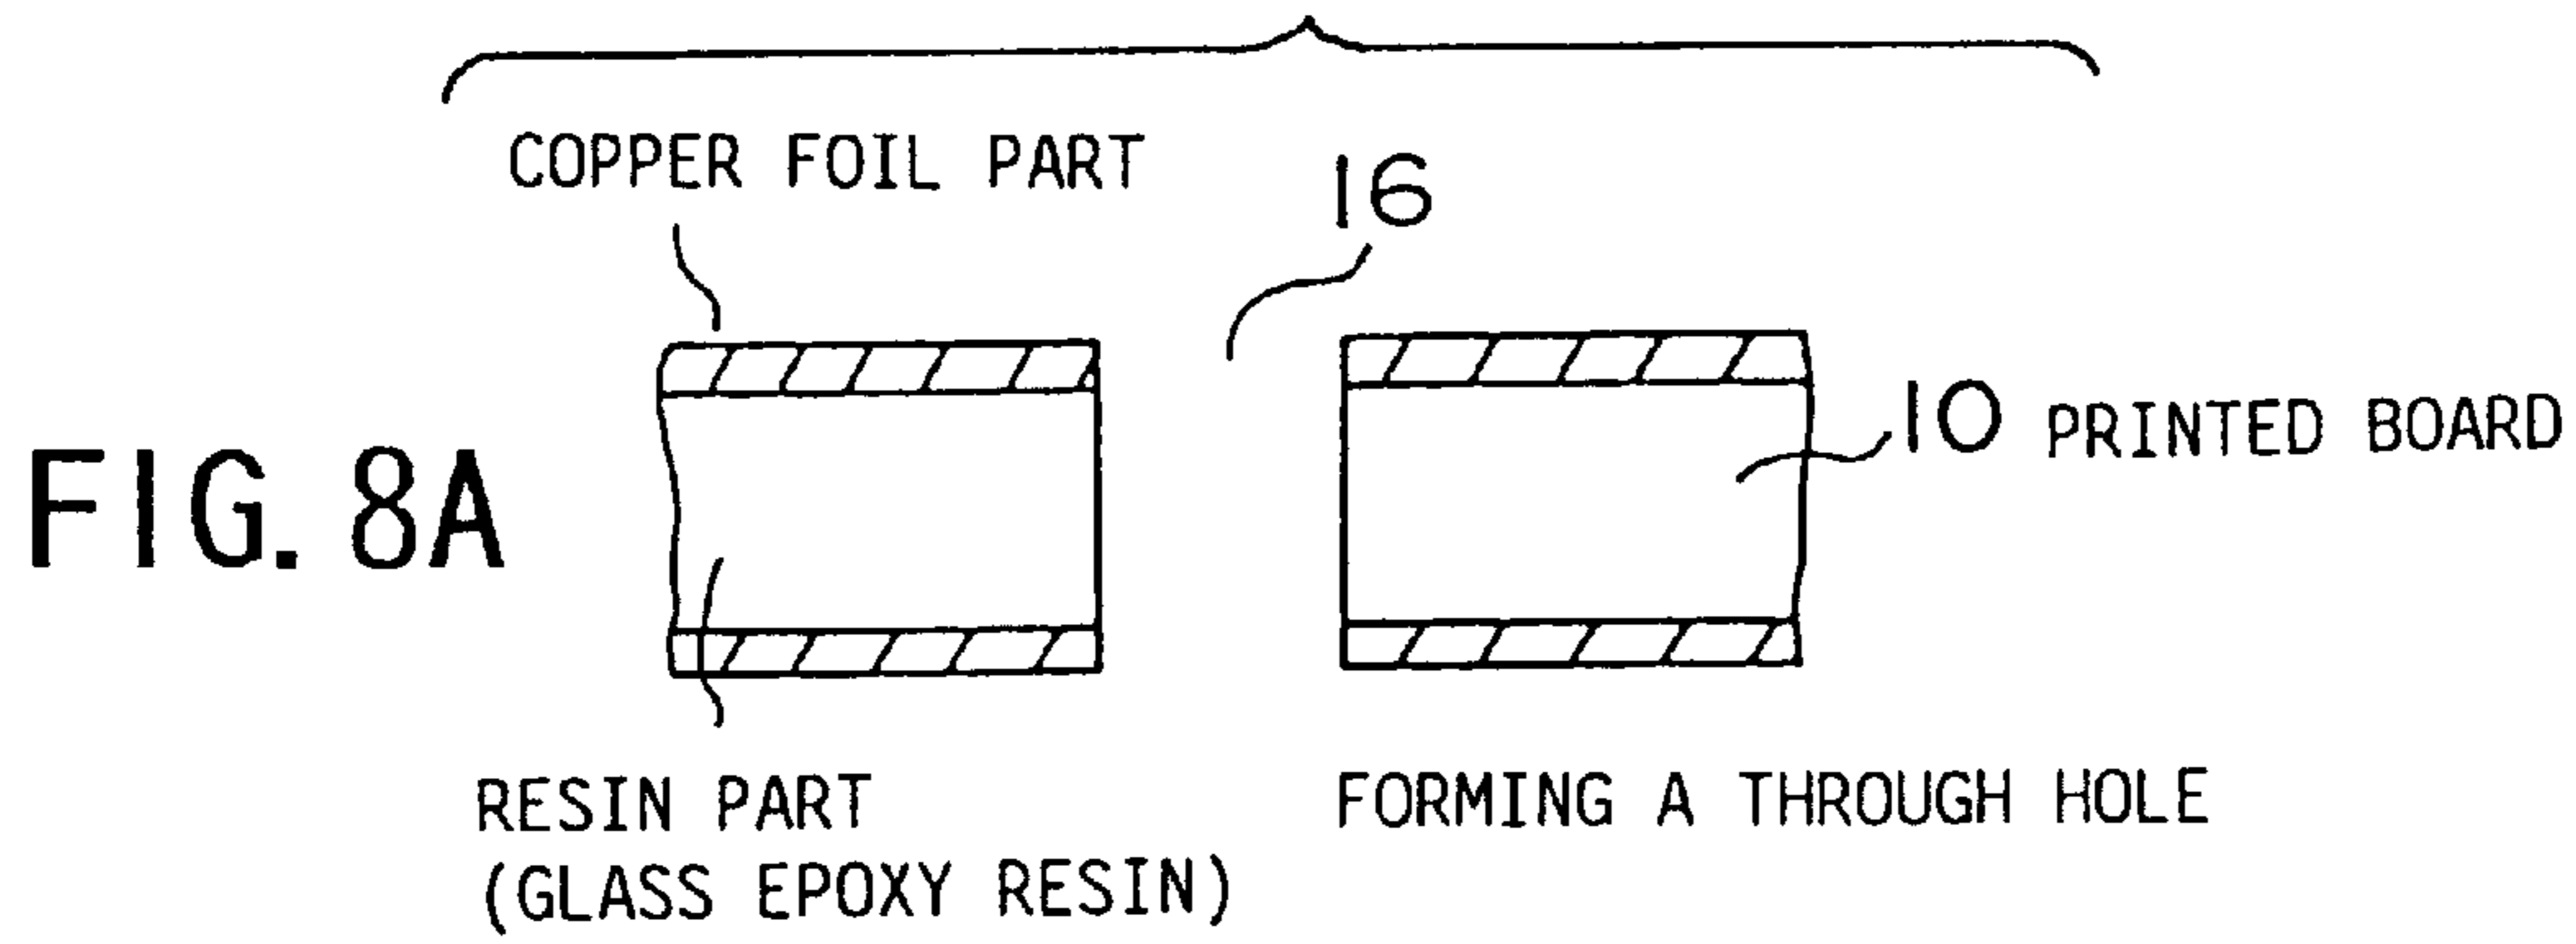 COPPER FOIL PART
16
FIG. 8A
10 PRINTED BOARD
RESIN PART
(GLASS EPOXY RESIN)
FORMING A THROUGH HOLE